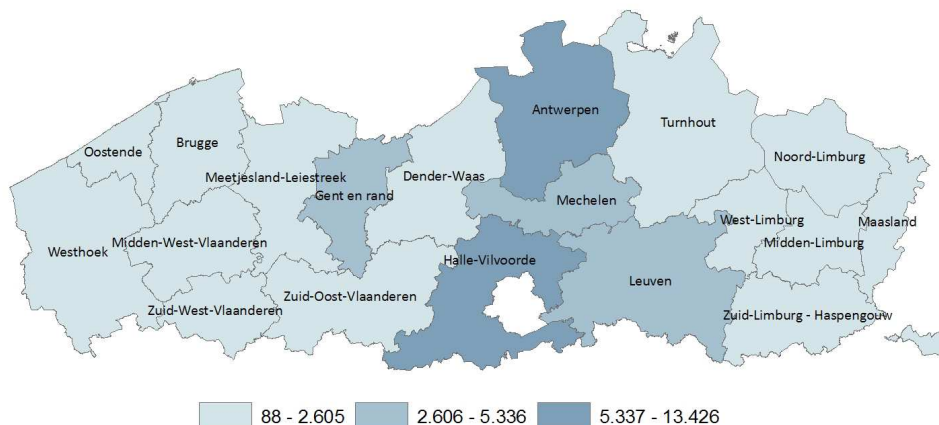 Antwerpen
Turnhout
Oostende
Brugge
Noord-Limburg
Meetjesland-Leiestreek
Dender-Waas
Gent en rand
Mechelen
West-Limburg
Maasland
Westhoek
Midden-West-Vlaanderen
Midden-Limburg
Halle-Vilvoorde
Leuven
Zuid-Oost-Vlaanderen
Zuid-West-Vlaanderen
Zuid-Limburg - Haspengouw
88 - 2.605
2.606 - 5.336
5.337 - 13.426